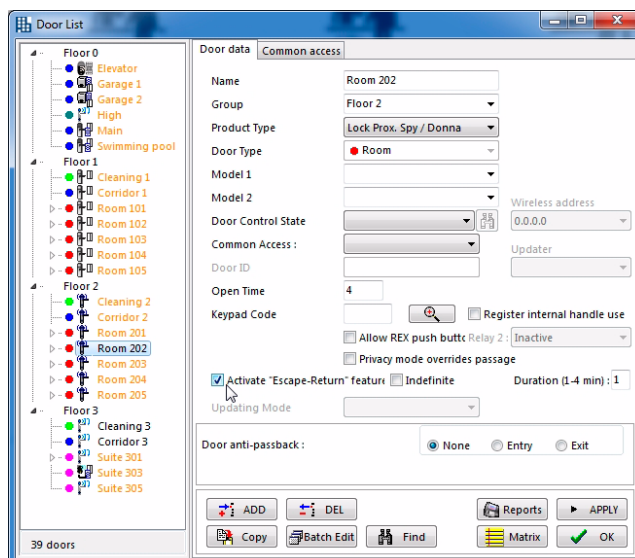 Door List
Floor 0
Elevator
Garage 1
Garage 2
High
Main
Swimming pool
Floor 1
Cleaning 1
Corridor 1
Room 101
Room 102
Room 103
Room 104
Room 105
Floor 2
Cleaning 2
Corridor 2
Room 201
Room 202
Room 203
Room 204
Room 205
Floor 3
Cleaning 3
Corridor 3
Suite 301
Suite 303
Suite 305
39 doors
Door data Common access
Name Room 202
Group Floor 2
Product Type Lock Prox. Spy / Donna
Door Type Room
Model 1
Model 2 Wireless address
Door Control State 0.0.0.0
Common Access : Updater
Door ID
Open Time 4
Keypad Code Register internal handle use
Allow REX push butto Relay 2 : Inactive
Privacy mode overrides passage
Activate "Escape-Return" feature Indefinite Duration (1-4 min) : 1
Updating Mode
Door anti-passback : None Entry Exit
ADD DEL Reports APPLY
Copy Batch Edit Find Matrix OK